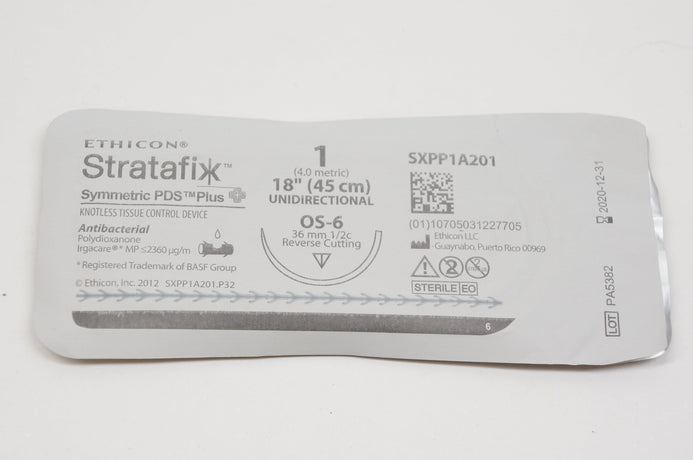 ETHICON®
Stratafix™
Symmetric PDS™Plus
KNOTLESS TISSUE CONTROL DEVICE
Antibacterial
Polydioxanone
Irgacare®* MP ≤2360 µg/m
* Registered Trademark of BASF Group
© Ethicon, Inc. 2012 SXPP1A201.P32
1
(4.0 metric)
18" (45 cm)
UNIDIRECTIONAL
OS-6
36 mm 1/2c
Reverse Cutting
SXPP1A201
(01)10705031227705
Ethicon LLC
Guaynabo, Puerto Rico 00969
2
STERILE EO
6
2020-12-31
LOT PA5382